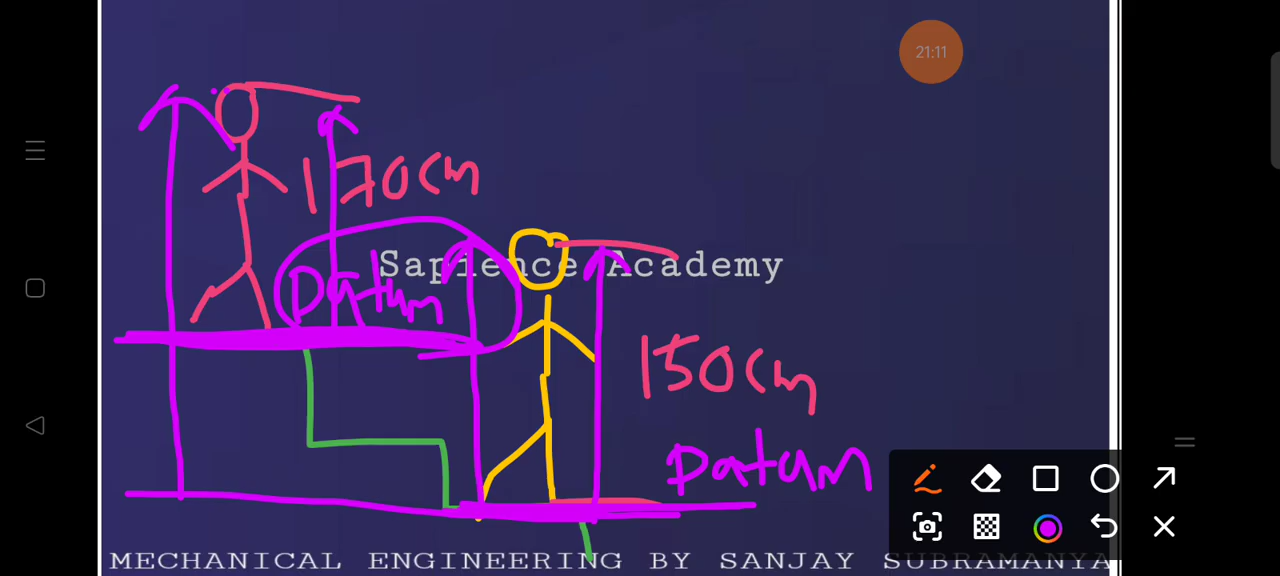 21:11
170cm
Sapience Academy
Datum
150cm
Datum
MECHANICAL ENGINEERING BY SANJAY SUBRAMANYA